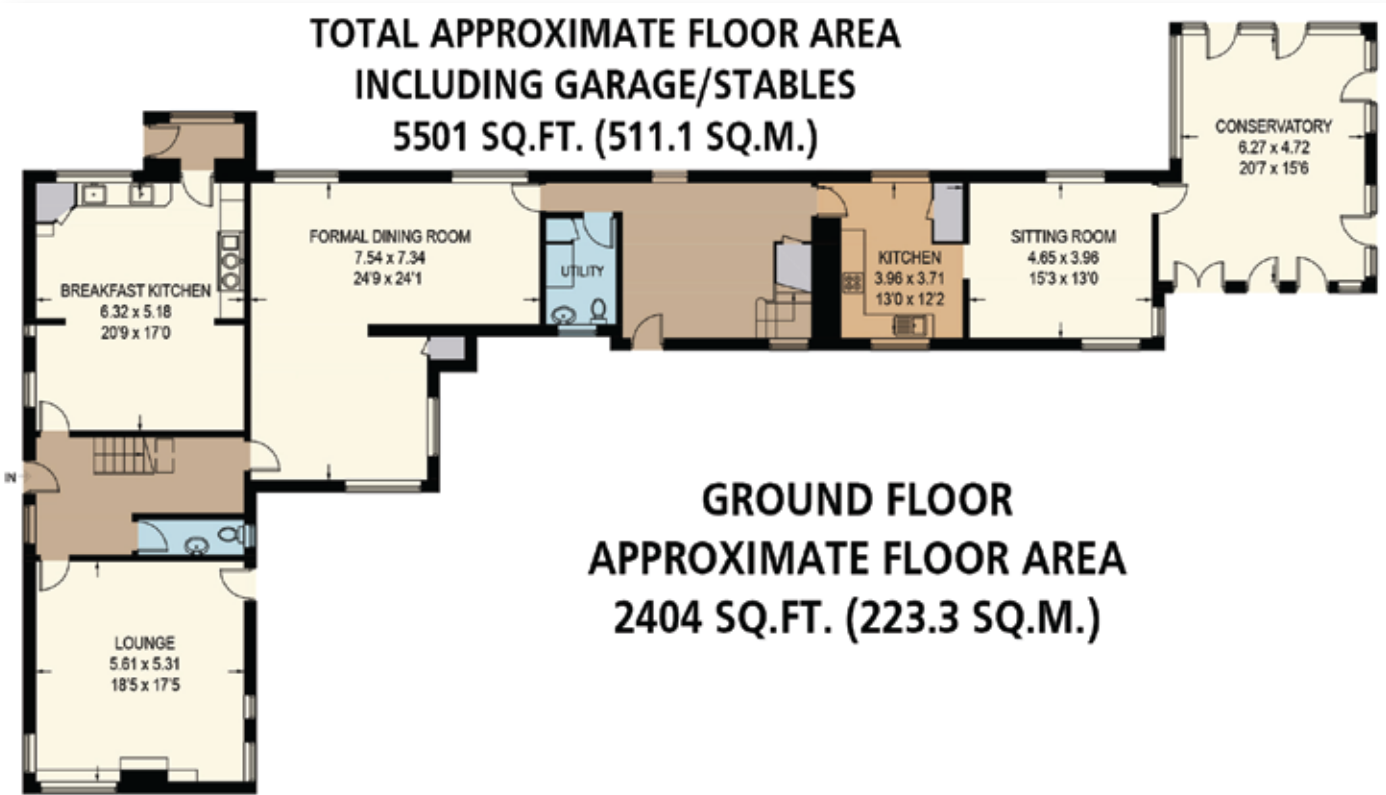 TOTAL APPROXIMATE FLOOR AREA
INCLUDING GARAGE/STABLES
5501 SQ.FT. (511.1 SQ.M.)
CONSERVATORY
6.27 x 4.72
20'7 x 15'6
FORMAL DINING ROOM
7.54 x 7.34
24'9 x 24'1
SITTING ROOM
4.65 x 3.96
15'3 x 13'0
KITCHEN
3.96 x 3.71
13'0 x 12'2
UTILITY
BREAKFAST KITCHEN
6.32 x 5.18
20'9 x 17'0
IN
GROUND FLOOR
APPROXIMATE FLOOR AREA
2404 SQ.FT. (223.3 SQ.M.)
LOUNGE
5.61 x 5.31
18'5 x 17'5